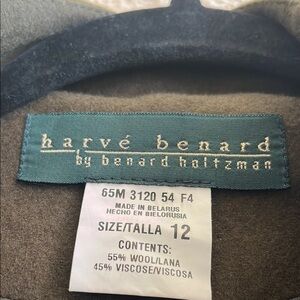 harvé benard
by benard holtzman
65M 3120 54 F4
MADE IN BELARUS
HECHO EN BIELORUSIA
SIZE/TALLA 12
CONTENTS:
55% WOOL/LANA
45% VISCOSE/VISCOSA